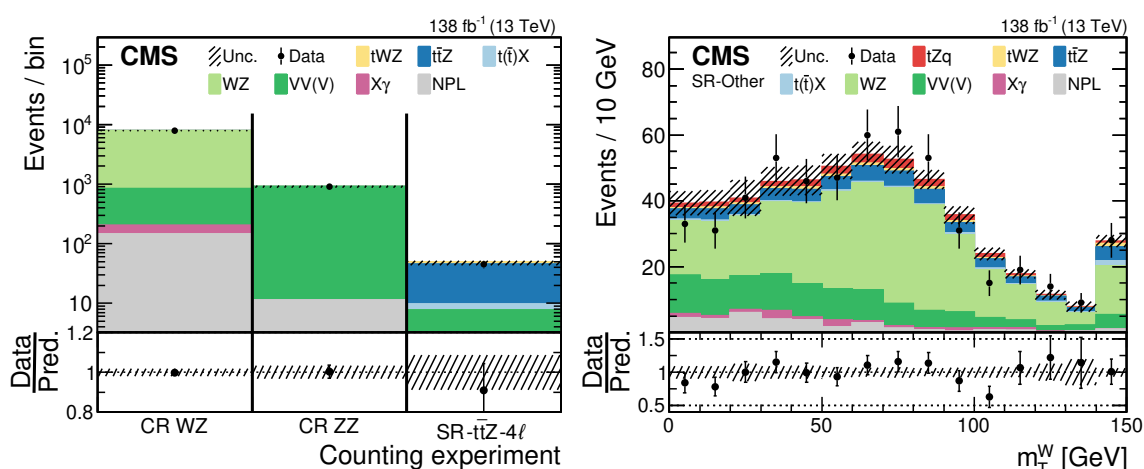 138 fb⁻¹ (13 TeV)
CMS Unc. Data tWZ tt̄Z t(t̄)X
WZ VV(V) Xγ NPL
Events / bin
10⁵
10⁴
10³
10²
10
Data
Pred.
1.2
1
0.8
CR WZ CR ZZ SR-tt̄Z-4ℓ
Counting experiment
138 fb⁻¹ (13 TeV)
CMS Unc. Data tZq tWZ tt̄Z
SR-Other t(t̄)X WZ VV(V) Xγ NPL
Events / 10 GeV
80
60
40
20
Data
Pred.
1.5
1
0.5
0 50 100 150
m_T^W [GeV]